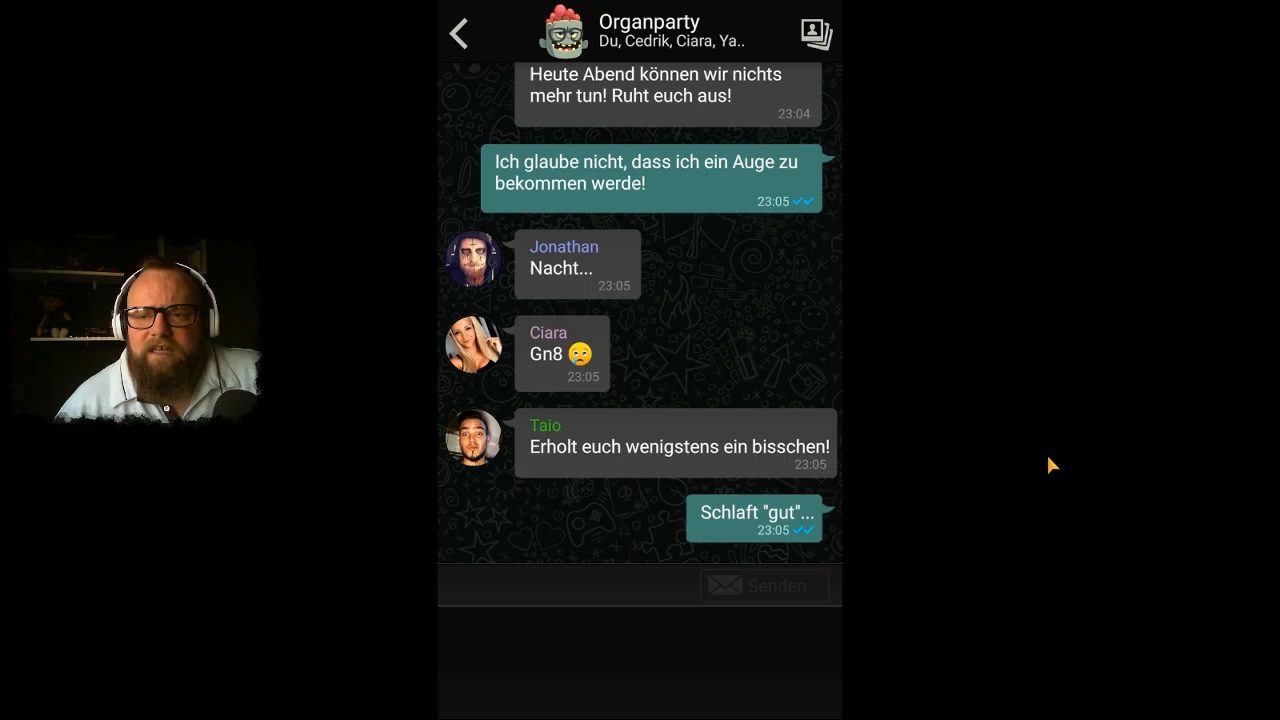 Organparty
Du, Cedrik, Ciara, Ya..
Heute Abend können wir nichts
mehr tun! Ruht euch aus!
23:04
Ich glaube nicht, dass ich ein Auge zu
bekommen werde!
23:05
Jonathan
Nacht...
23:05
Ciara
Gn8 😢
23:05
Taio
Erholt euch wenigstens ein bisschen!
23:05
Schlaft "gut"...
23:05
Senden